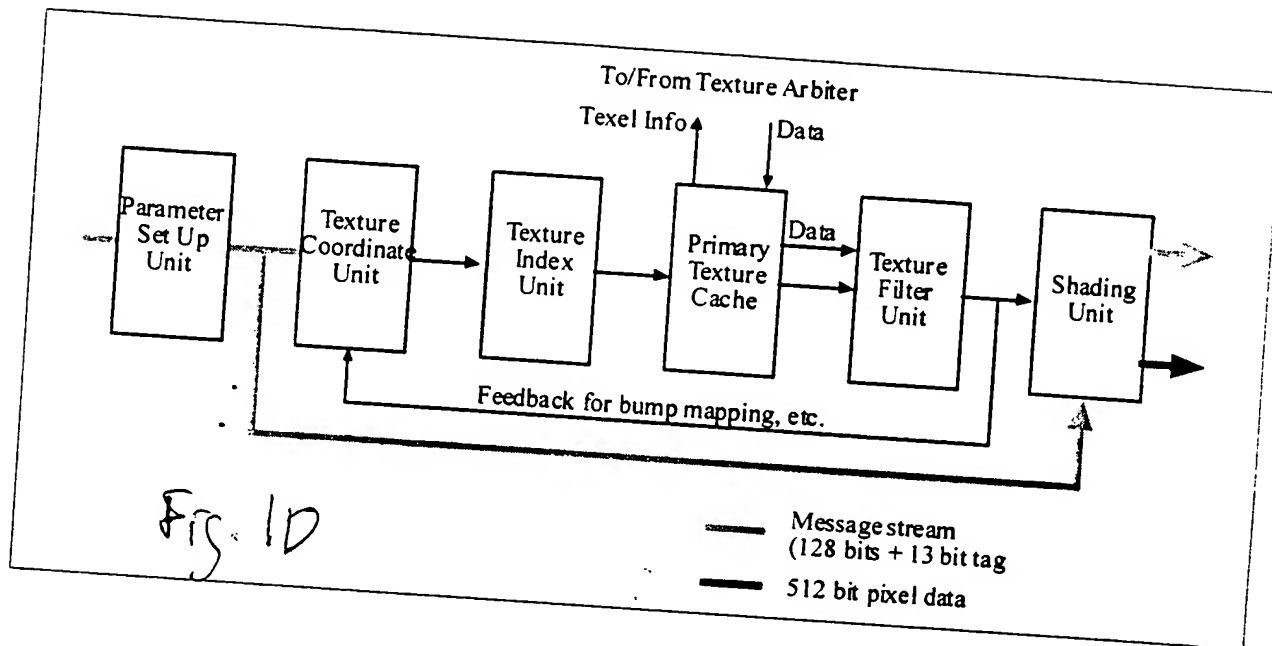 To/From Texture Arbiter
Texel Info
Data
Parameter
Set Up
Unit
Texture
Coordinate
Unit
Texture
Index
Unit
Primary
Texture
Cache
Data
Texture
Filter
Unit
Shading
Unit
Feedback for bump mapping, etc.
Fig. 1D
Message stream
(128 bits + 13 bit tag
512 bit pixel data